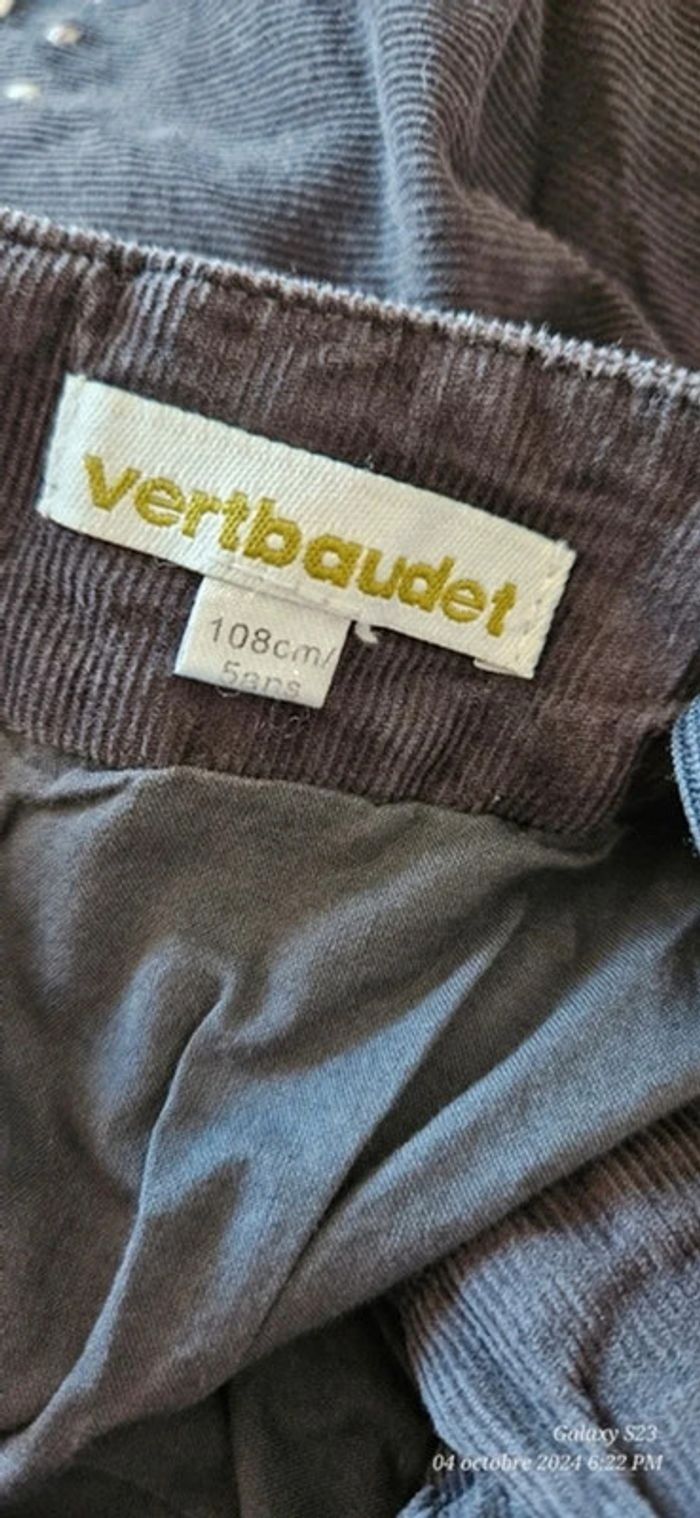 vertbaudet
108cm/
5ans
Galaxy S23
04 octobre 2024 6:22 PM